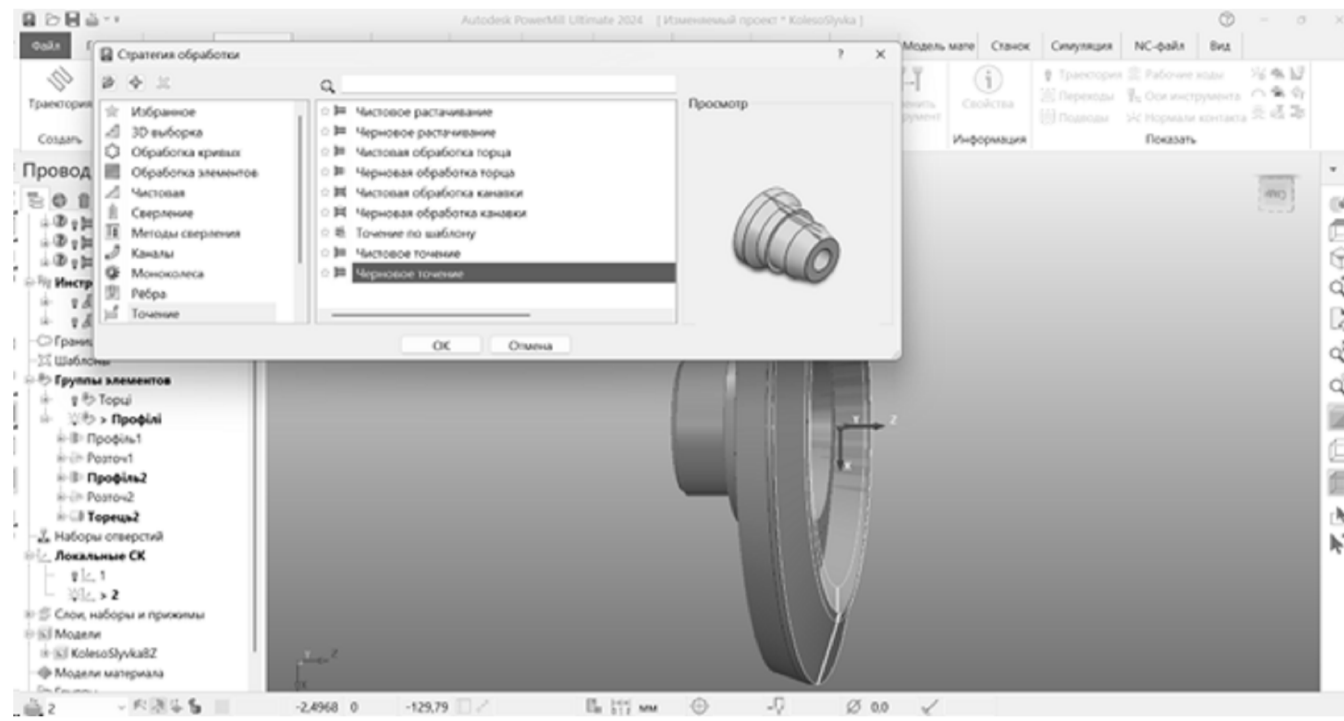 Autodesk PowerMill Ultimate 2024 [ Изменяемый проект * KolesoSlyvka ]
Файл
Модель мате
Станок
Симуляция
NC-файл
Вид
Стратегия обработки
?
Траектория
Создать
Избранное
3D выборка
Обработка кривых
Обработка элементов
Чистовая
Сверление
Методы сверления
Каналы
Моноколеса
Рёбра
Точение
Чистовое растачивание
Черновое растачивание
Чистовая обработка торца
Черновая обработка торца
Чистовая обработка канавки
Черновая обработка канавки
Точение по шаблону
Чистовое точение
Черновое точение
Просмотр
ОК
Отмена
Свойства
Информация
Траектория
Рабочие ходы
Переходы
Оси инструмента
Подводы
Нормали контакта
Показать
Провод
Инстр
Грани
Шаблоны
Группы элементов
Торці
> Профілі
Профіль1
Розточ1
Профіль2
Розточ2
Торець2
Наборы отверстий
Локальные СК
1
> 2
Слои, наборы и прижимы
Модели
KolesoSlyvkaBZ
Модели материала
Y
Z
X
Z
X
2
-2,4968 0 -129,79
мм
0.0